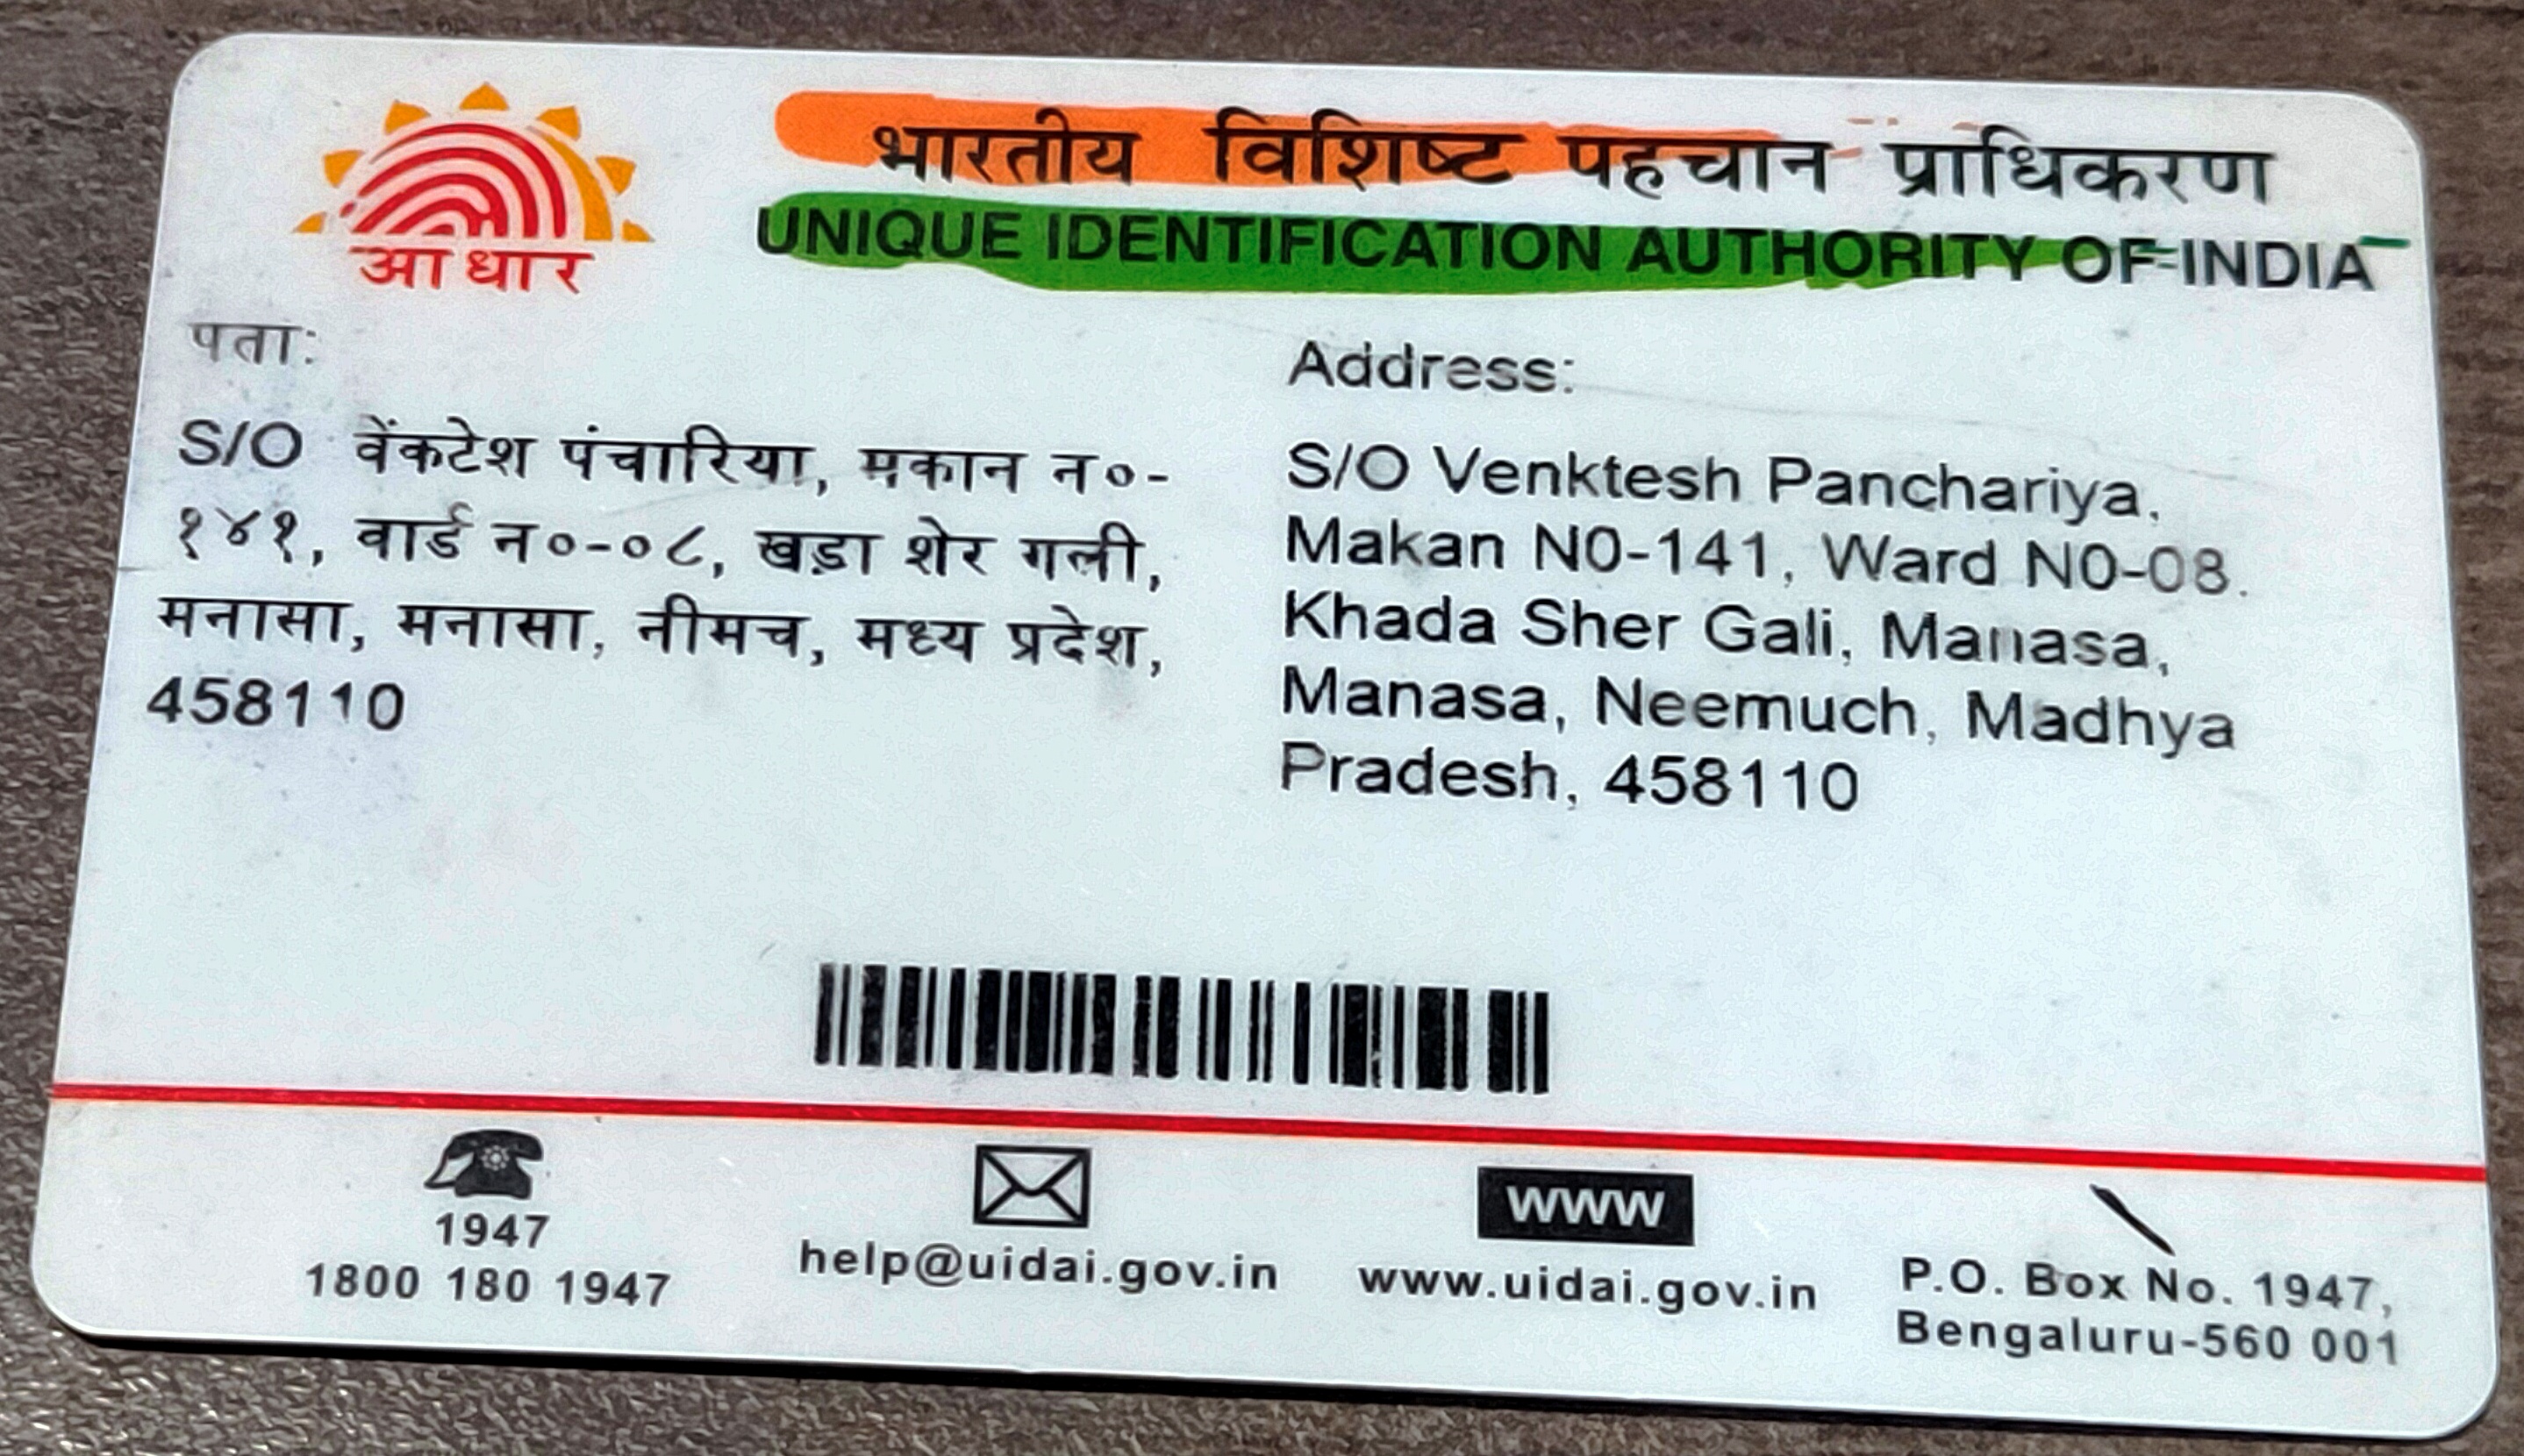 आधार
भारतीय विशिष्ट पहचान प्राधिकरण
UNIQUE IDENTIFICATION AUTHORITY OF INDIA
पता:
S/O वेंकटेश पंचारिया, मकान न०-
१४१, वार्ड न०-०८, खड़ा शेर गली,
मनासा, मनासा, नीमच, मध्य प्रदेश,
458110
Address:
S/O Venktesh Panchariya,
Makan N0-141, Ward N0-08,
Khada Sher Gali, Manasa,
Manasa, Neemuch, Madhya
Pradesh, 458110
1947
1800 180 1947
help@uidai.gov.in
WWW
www.uidai.gov.in
P.O. Box No. 1947,
Bengaluru-560 001